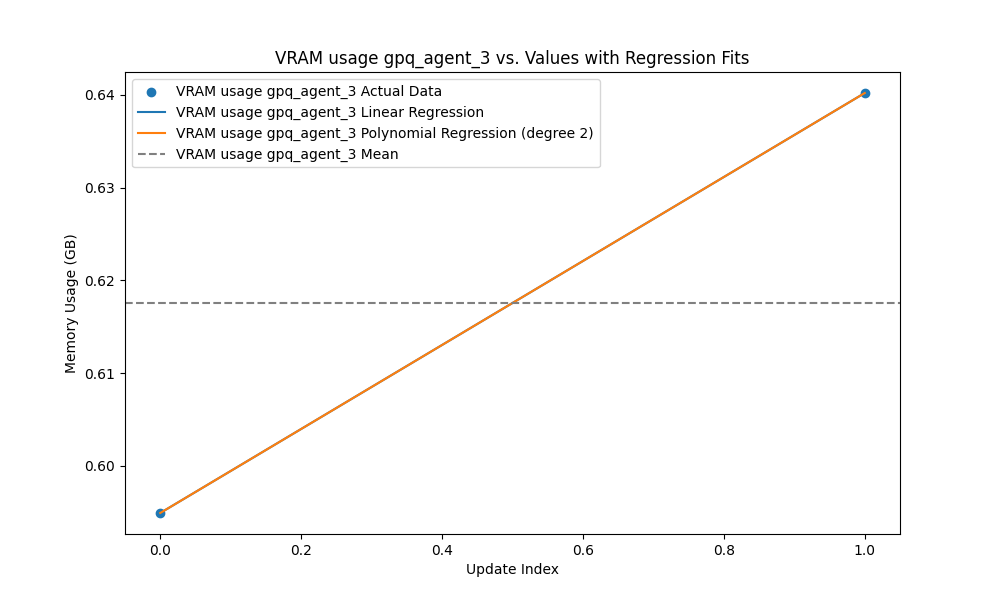 VRAM usage gpq_agent_3 vs. Values with Regression Fits
VRAM usage gpq_agent_3 Actual Data
VRAM usage gpq_agent_3 Linear Regression
VRAM usage gpq_agent_3 Polynomial Regression (degree 2)
VRAM usage gpq_agent_3 Mean
Memory Usage (GB)
0.64
0.63
0.62
0.61
0.60
0.0 0.2 0.4 0.6 0.8 1.0
Update Index